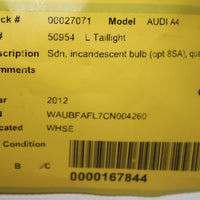 ck # 00027071 Model AUDI A4
# 50954 L Taillight
scription Sdn, incandescent bulb (opt 8SA), qua
mments
ar 2012
N WAUBFAFL7CN004260
cated WHSE
Condition
B /C
0000167844